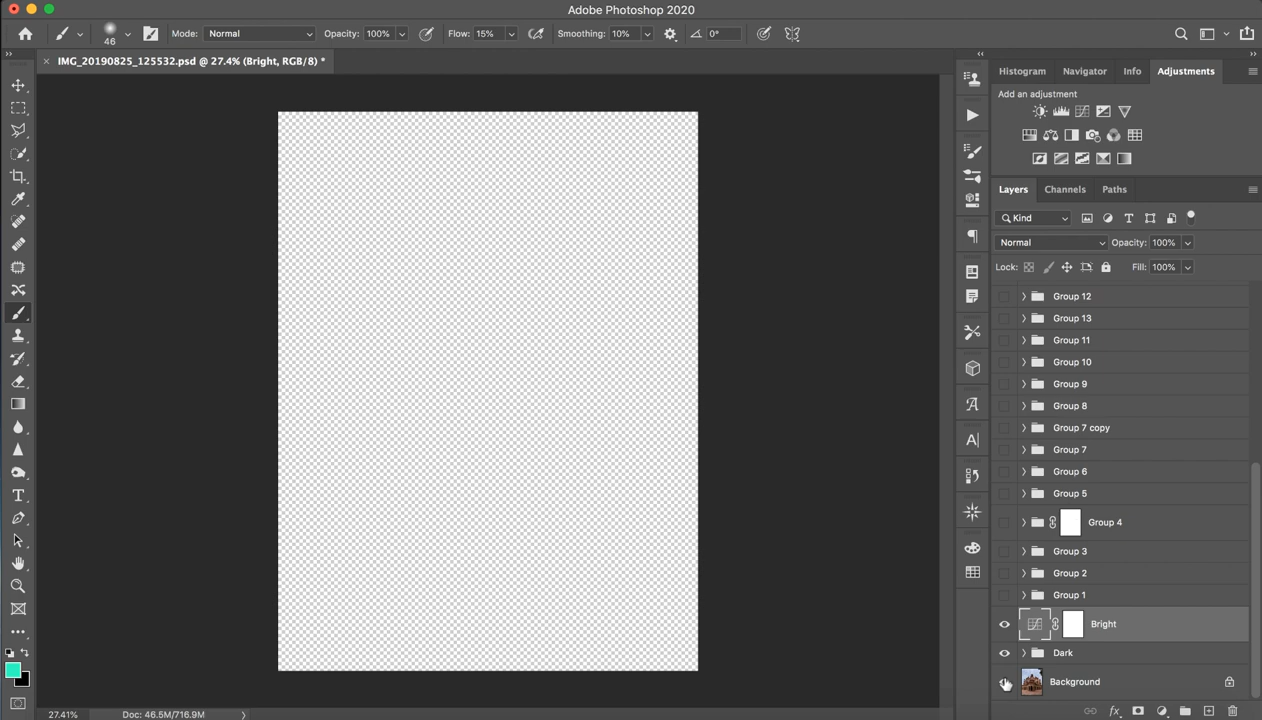 Adobe Photoshop 2020
46 Mode: Normal Opacity: 100% Flow: 15% Smoothing: 10% 0°
IMG_20190825_125532.psd @ 27.4% (Bright, RGB/8) *
Histogram Navigator Info Adjustments
Add an adjustment
Layers Channels Paths
Kind
Normal Opacity: 100%
Lock: Fill: 100%
Group 12
Group 13
Group 11
Group 10
Group 9
Group 8
Group 7 copy
Group 7
Group 6
Group 5
Group 4
Group 3
Group 2
Group 1
Bright
Dark
Background
27.41% Doc: 46.5M/716.9M